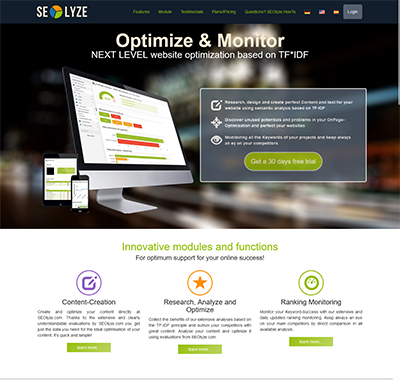 SEOLYZE
Features Module Testimonials Plans/Pricing Questions? SEOlyze HowTo Login
Optimize & Monitor
NEXT LEVEL website optimization based on TF*IDF
Research, design and create perfect Content and text for your
website using semantic analysis based on TF-IDF
Discover unused potentials and problems in your OnPage-
Optimization and perfect your websites
Monitoring all the Keywords of your projects and keep always
an ey on your competitors.
Get a 30 days free trial
Innovative modules and functions
For optimum support for your online success!
Content-Creation
Create and optimize your content directly at
SEOlyze.com. Thanks to the extensive and clearly
understandable evaluations by SEOlyze.com you get
just the data you need for the ideal optimisation of your
content. It's quick and simple!
learn more
Research, Analyze and
Optimize
Collect the benefits of our extensive analyses based on
the TF-IDF principle and outrun your competitors with
great content. Analyse your content and optimize it
using evaluations from SEOlyze.com
learn more
Ranking Monitoring
Monitor your Keyword-Success with our extensive and
daily updated ranking monitoring. Keep always an eye
on your main competitors by direct comparison in all
available analysis.
learn more